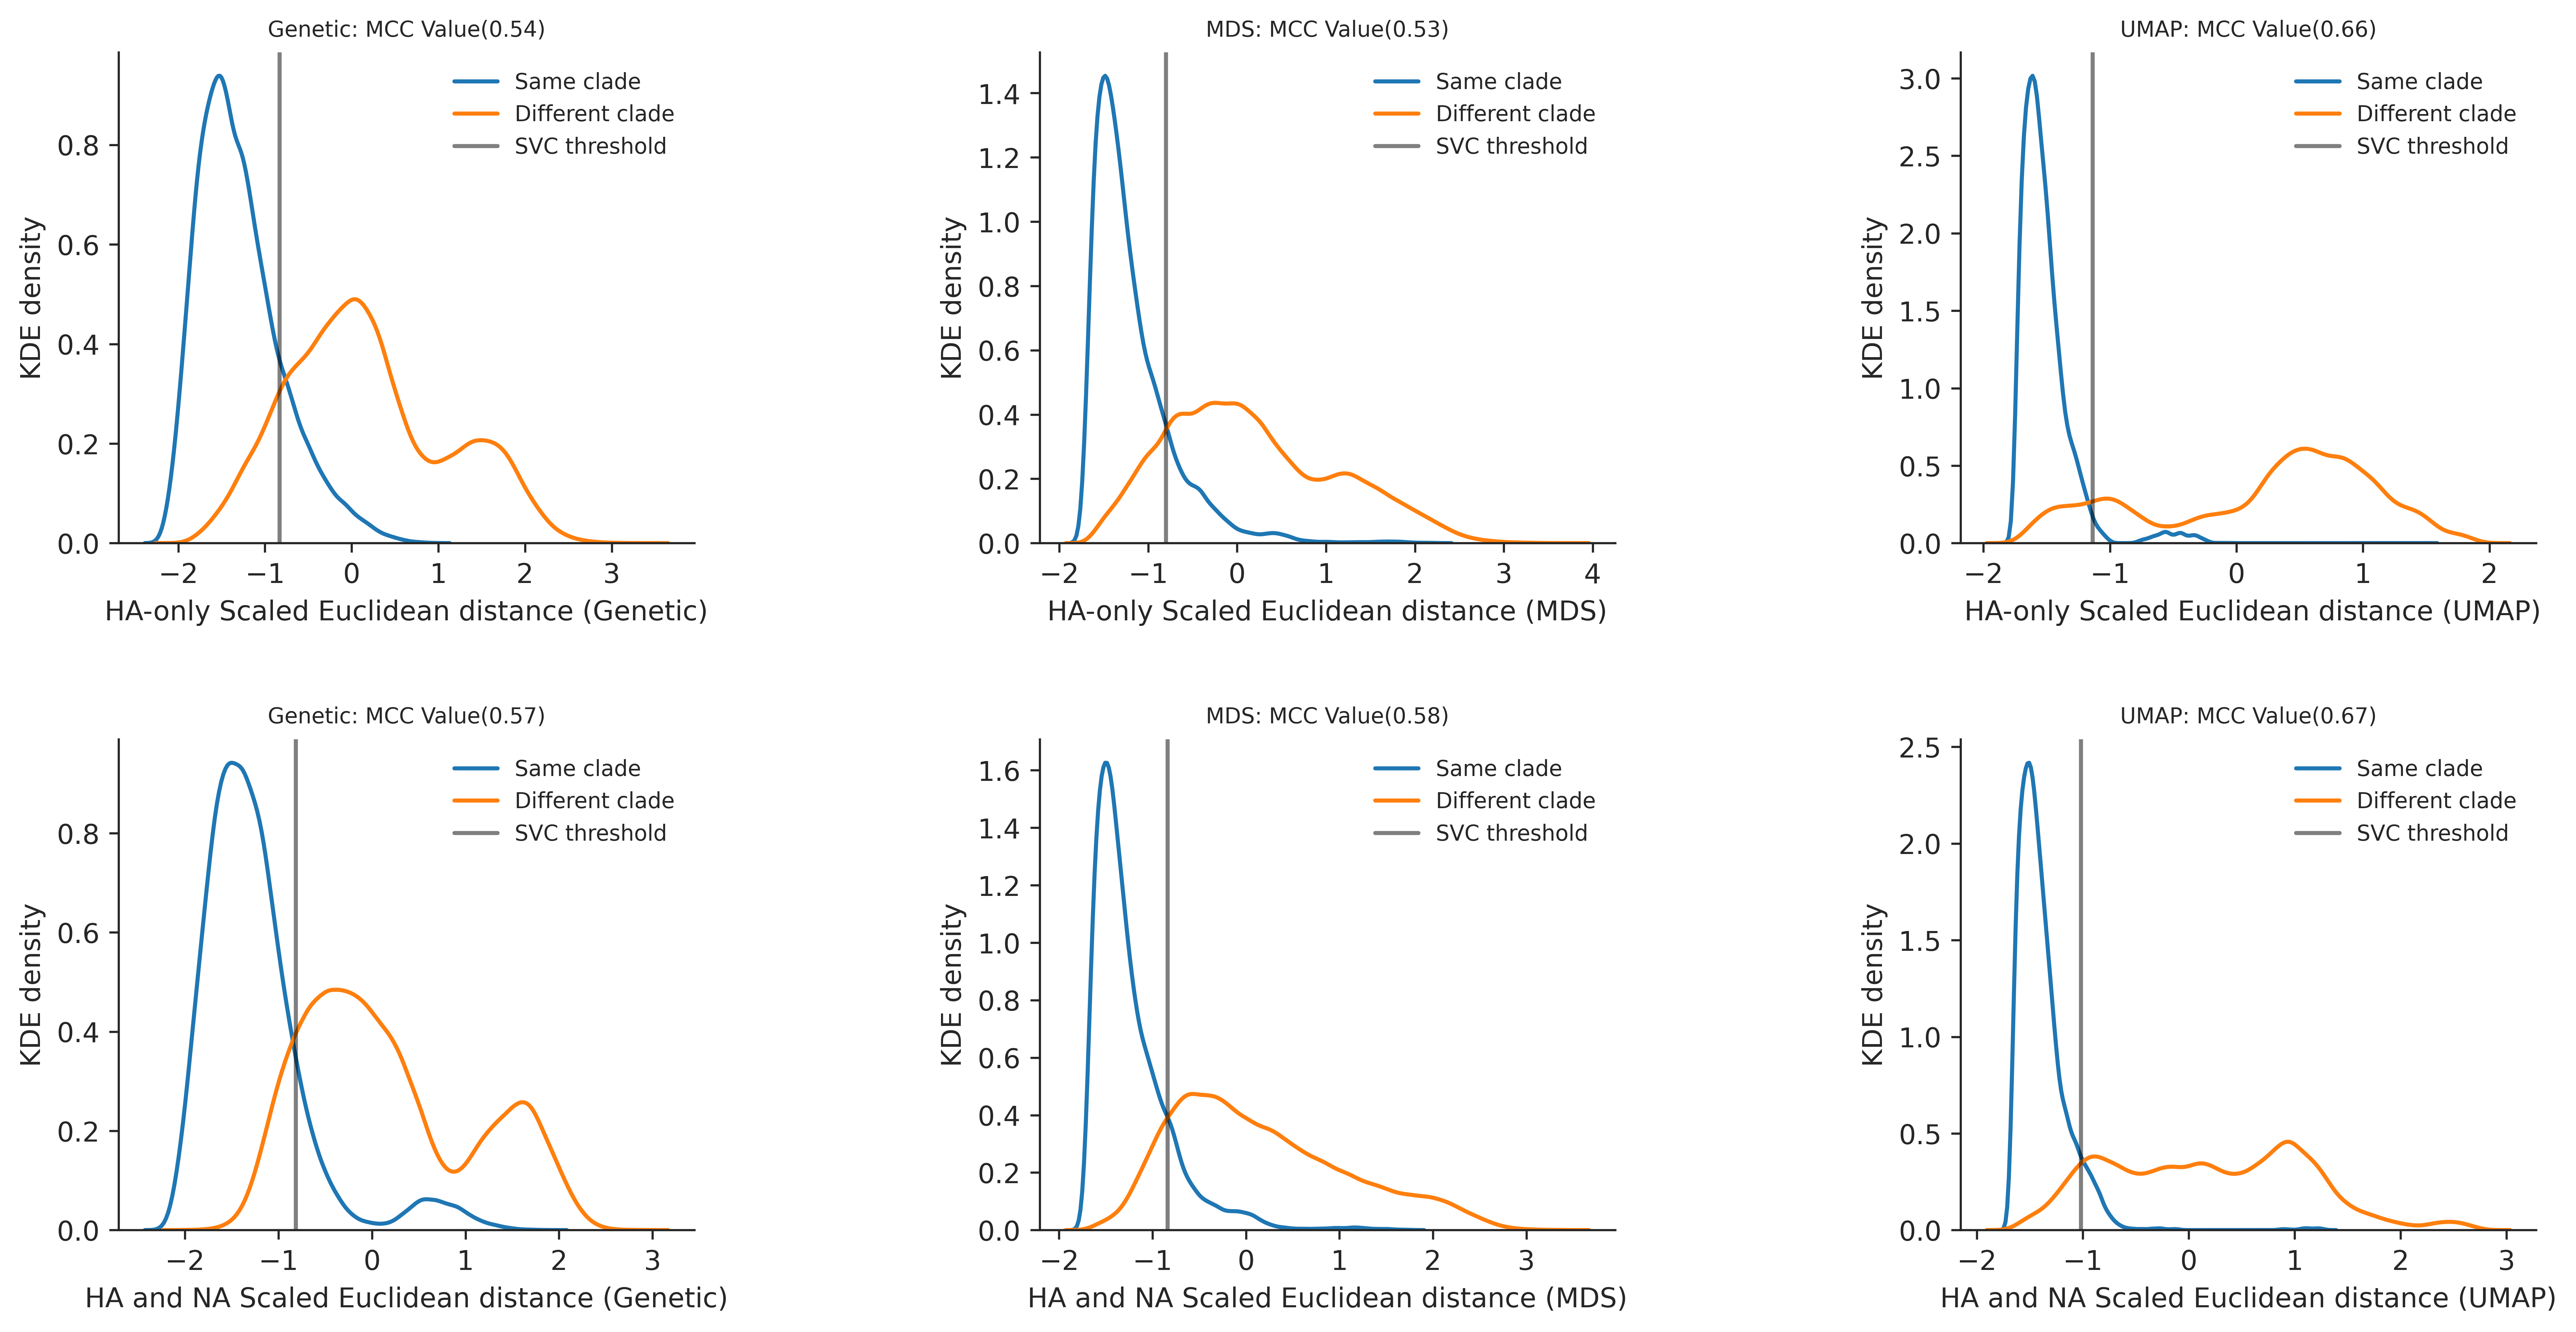 Genetic: MCC Value(0.54)
Same clade
Different clade
SVC threshold
KDE density
0.8
0.6
0.4
0.2
0.0
−2 −1 0 1 2 3
HA-only Scaled Euclidean distance (Genetic)
MDS: MCC Value(0.53)
Same clade
Different clade
SVC threshold
KDE density
1.4
1.2
1.0
0.8
0.6
0.4
0.2
0.0
−2 −1 0 1 2 3 4
HA-only Scaled Euclidean distance (MDS)
UMAP: MCC Value(0.66)
Same clade
Different clade
SVC threshold
KDE density
3.0
2.5
2.0
1.5
1.0
0.5
0.0
−2 −1 0 1 2
HA-only Scaled Euclidean distance (UMAP)
Genetic: MCC Value(0.57)
Same clade
Different clade
SVC threshold
KDE density
0.8
0.6
0.4
0.2
0.0
−2 −1 0 1 2 3
HA and NA Scaled Euclidean distance (Genetic)
MDS: MCC Value(0.58)
Same clade
Different clade
SVC threshold
KDE density
1.6
1.4
1.2
1.0
0.8
0.6
0.4
0.2
0.0
−2 −1 0 1 2 3
HA and NA Scaled Euclidean distance (MDS)
UMAP: MCC Value(0.67)
Same clade
Different clade
SVC threshold
KDE density
2.5
2.0
1.5
1.0
0.5
0.0
−2 −1 0 1 2 3
HA and NA Scaled Euclidean distance (UMAP)